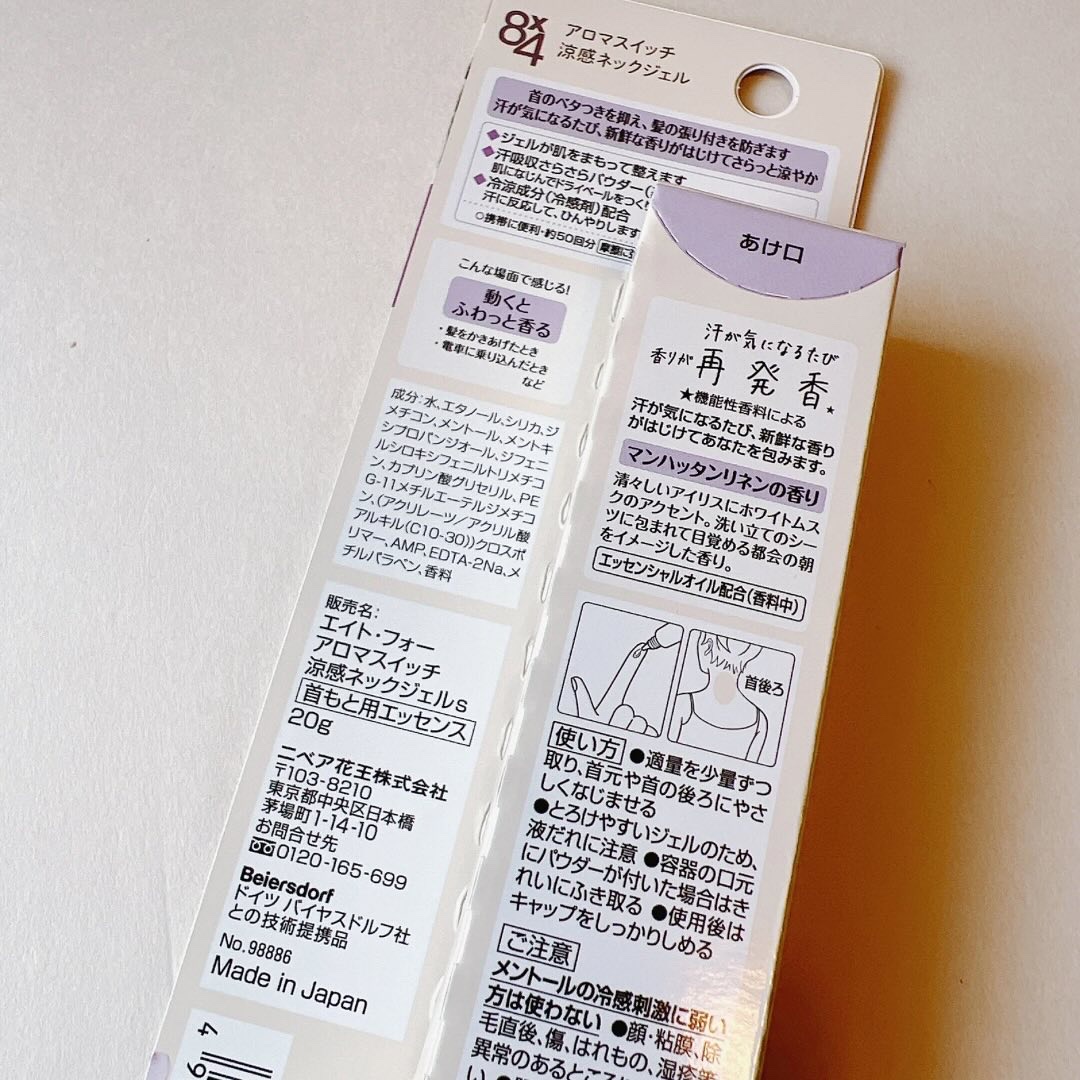 8x4
アロマスイッチ
涼感ネックジェル
首のベタつきを抑え、髪の張り付きを防ぎます
汗が気になるたび、新鮮な香りがはじけてさらっと涼やか
◆ジェルが肌をまもって整えます
◆汗吸収さらさらパウダー(
肌になじんでドライベールをつく
◆冷涼成分(冷感剤)配合
汗に反応して、ひんやりします
○携帯に便利・約50回分
こんな場面で感じる!
動くと
ふわっと香る
・髪をかきあげたとき
・電車に乗り込んだとき
など
成分:水、エタノール、シリカ、ジ
メチコン、メントール、メントキ
シプロパンジオール、ジフェニ
ルシロキシフェニルトリメチコ
ン、カプリン酸グリセリル、PE
G-11メチルエーテルジメチコ
ン、(アクリレーツ/アクリル酸
アルキル(C10-30))クロスポ
リマー、AMP、EDTA-2Na、メ
チルパラベン、香料
販売名:
エイト・フォー
アロマスイッチ
涼感ネックジェルs
首もと用エッセンス
20g
ニベア花王株式会社
〒103-8210
東京都中央区日本橋
茅場町1-14-10
お問合せ先
0120-165-699
Beiersdorf
ドイツ バイヤスドルフ社
との技術提携品
No.98886
Made in Japan
4
あけ口
汗が気になるたび
香りが再発香★
★機能性香料による
汗が気になるたび、新鮮な香り
がはじけてあなたを包みます。
マンハッタンリネンの香り
清々しいアイリスにホワイトムス
クのアクセント。洗い立てのシー
ツに包まれて目覚める都会の朝
をイメージした香り。
エッセンシャルオイル配合(香料中)
首後ろ
使い方 ●適量を少量ずつ
取り、首元や首の後ろにやさ
しくなじませる
●とろけやすいジェルのため、
液だれに注意 ●容器の口元
にパウダーが付いた場合はき
れいにふき取る ●使用後は
キャップをしっかりしめる
ご注意
メントールの冷感刺激に弱い
方は使わない ●顔・粘膜、除
毛直後、傷、はれもの、湿疹等
異常のあるところ
い ●